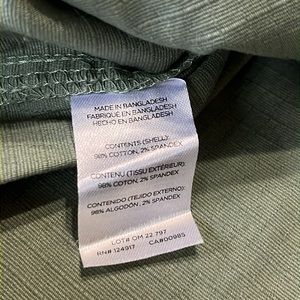 MADE IN BANGLADESH
FABRIQUE EN BANGLADESH
HECHO EN BANGLADESH
CONTENTS (SHELL):
98% COTTON, 2% SPANDEX
CONTENU (TISSU EXTÉRIEUR):
98% COTON, 2% SPANDEX
CONTENIDO (TEJIDO EXTERNO):
98% ALGODÓN, 2% SPANDEX
LOT# OM 22 797
RN# 124917 CA#00985